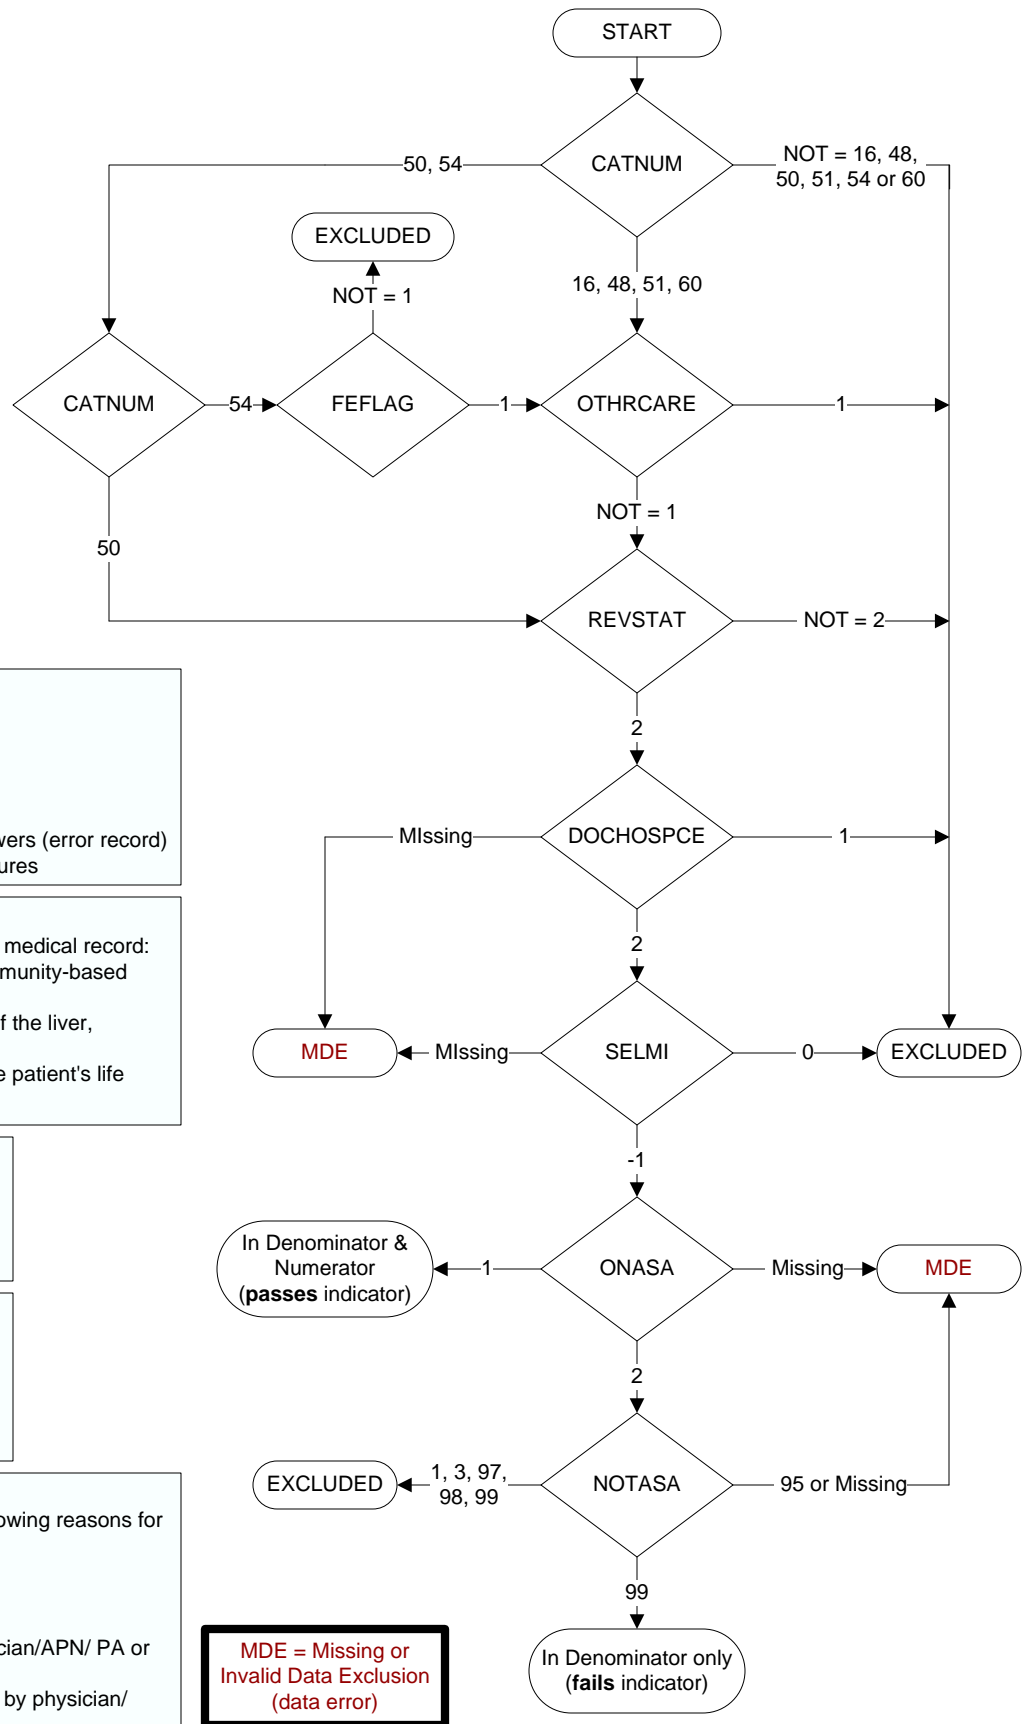 START
CATNUM
50, 54
NOT = 16, 48,
50, 51, 54 or 60
EXCLUDED
NOT = 1
16, 48, 51, 60
CATNUM
54
FEFLAG
1
OTHRCARE
1
NOT = 1
50
REVSTAT
NOT = 2
2
MIssing
DOCHOSPCE
1
wers (error record)
ures
2
medical record:
munity-based
f the liver,
e patient's life
MDE
MIssing
SELMI
0
EXCLUDED
-1
In Denominator &
Numerator
(passes indicator)
1
ONASA
Missing
MDE
2
EXCLUDED
1, 3, 97,
98, 99
NOTASA
95 or Missing
owing reasons for
99
cian/APN/ PA or
by physician/
MDE = Missing or
Invalid Data Exclusion
(data error)
In Denominator only
(fails indicator)